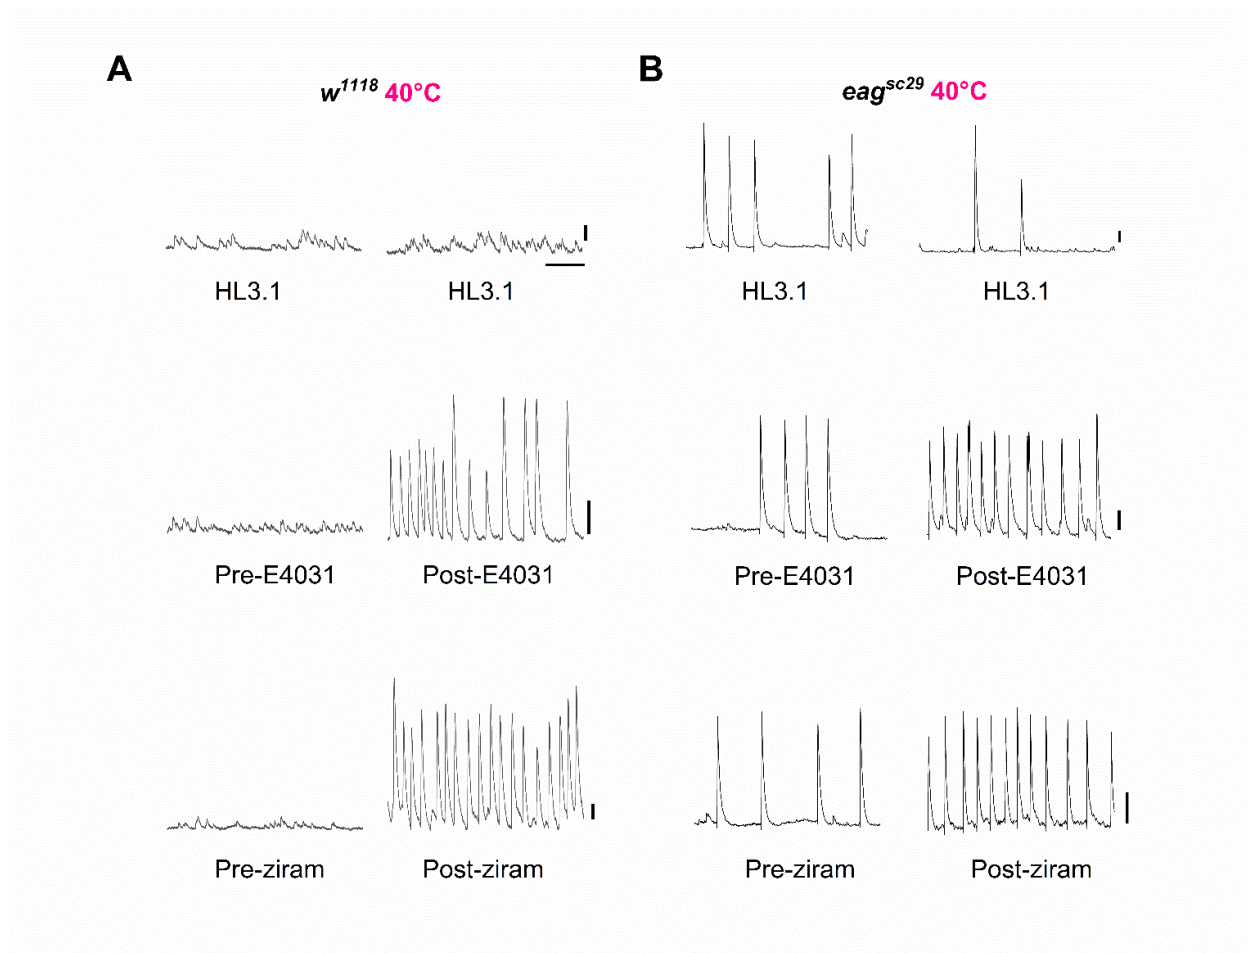 A
w1118 40°C
HL3.1 HL3.1
Pre-E4031 Post-E4031
Pre-ziram Post-ziram
B
eagsc29 40°C
HL3.1 HL3.1
Pre-E4031 Post-E4031
Pre-ziram Post-ziram